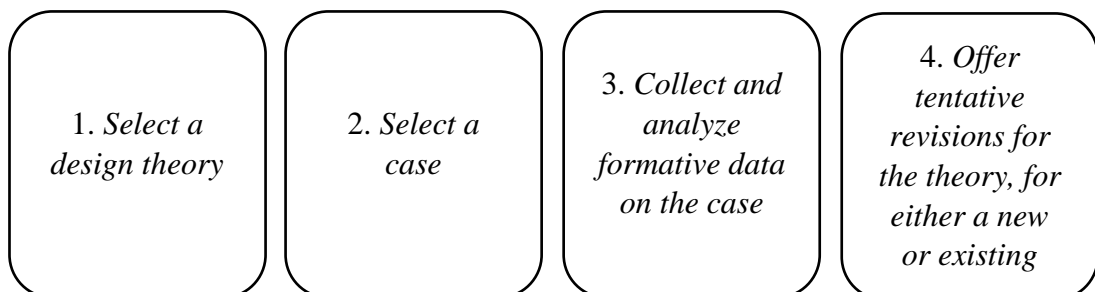 1. Select a
design theory
2. Select a
case
3. Collect and
analyze
formative data
on the case
4. Offer
tentative
revisions for
the theory, for
either a new
or existing